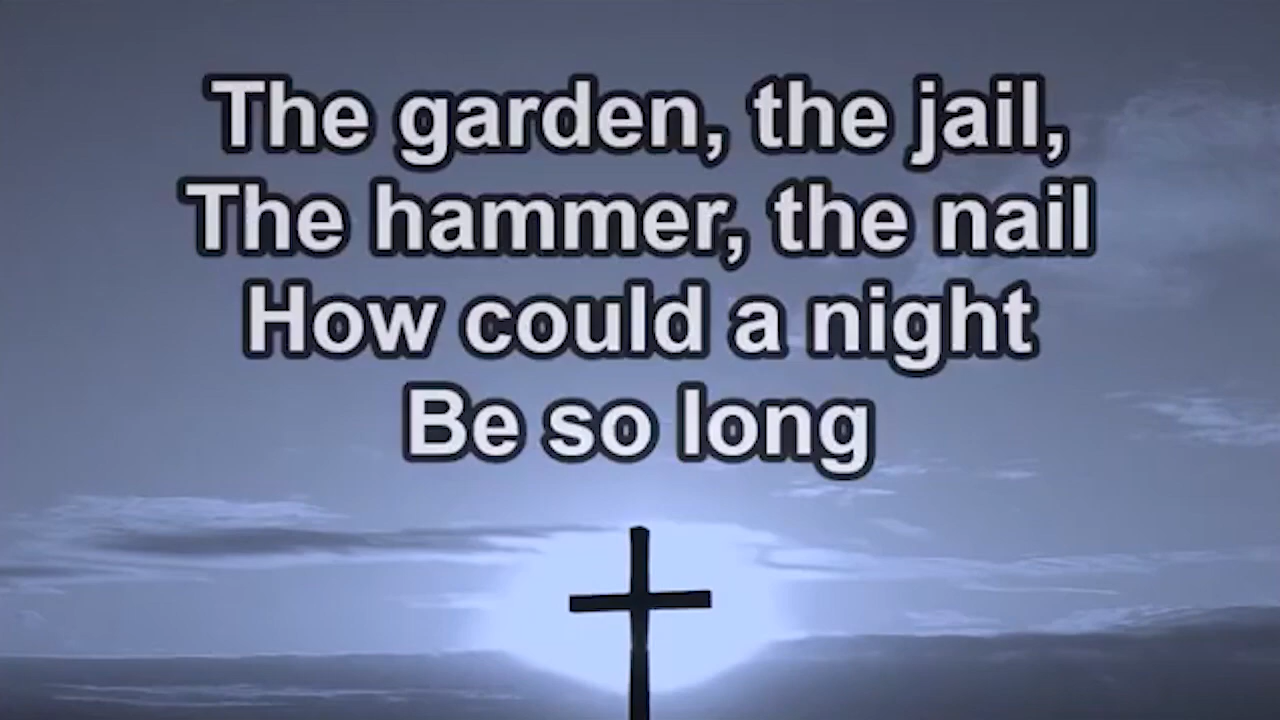 The garden, the jail,
The hammer, the nail
How could a night
Be so long